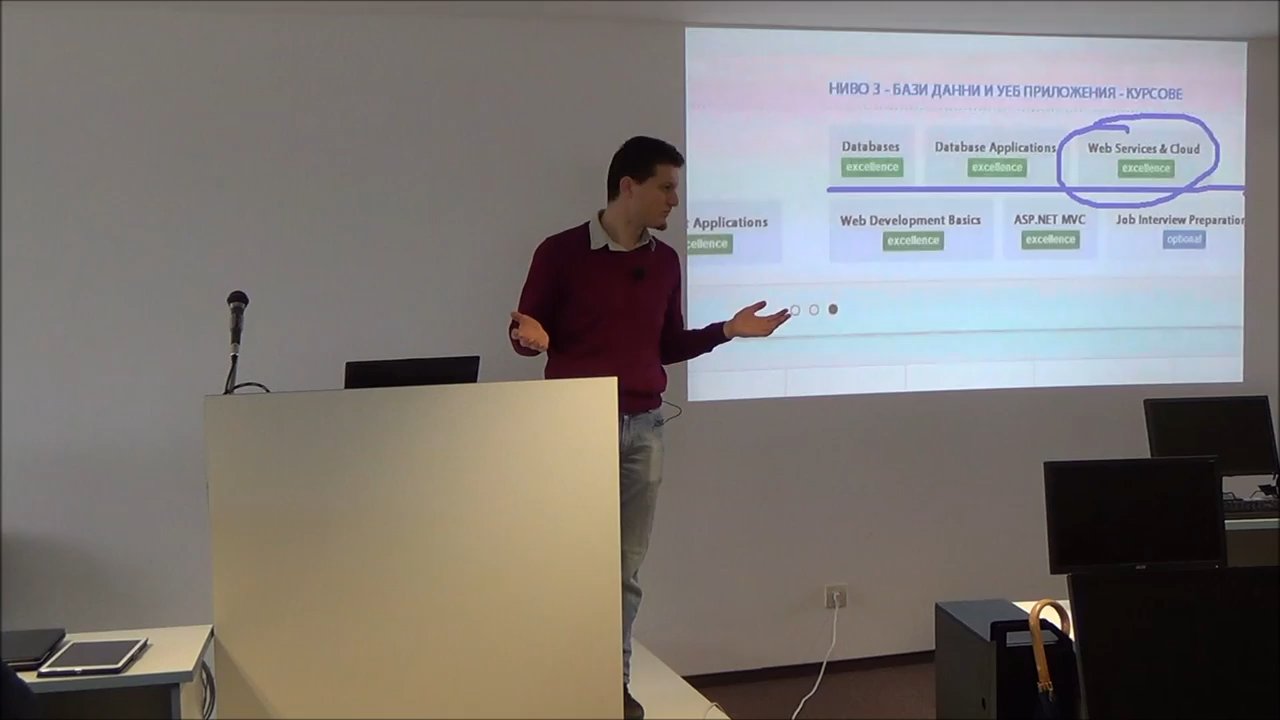 НИВО 3 - БАЗИ ДАННИ И УЕБ ПРИЛОЖЕНИЯ - КУРСОВЕ
Databases Database Applications Web Services & Cloud
excellence excellence excellence
Applications Web Development Basics ASP.NET MVC Job Interview Preparation
cellence excellence excellence optional